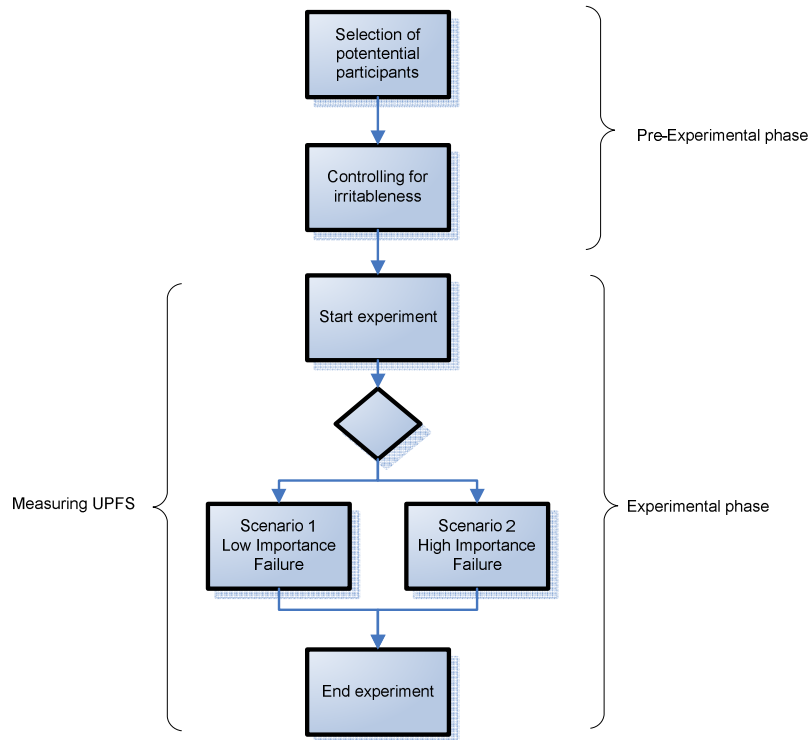 Selection of
potentential
participants
Pre-Experimental phase
Controlling for
irritableness
Start experiment
Measuring UPFS
Experimental phase
Scenario 1
Low Importance
Failure
Scenario 2
High Importance
Failure
End experiment